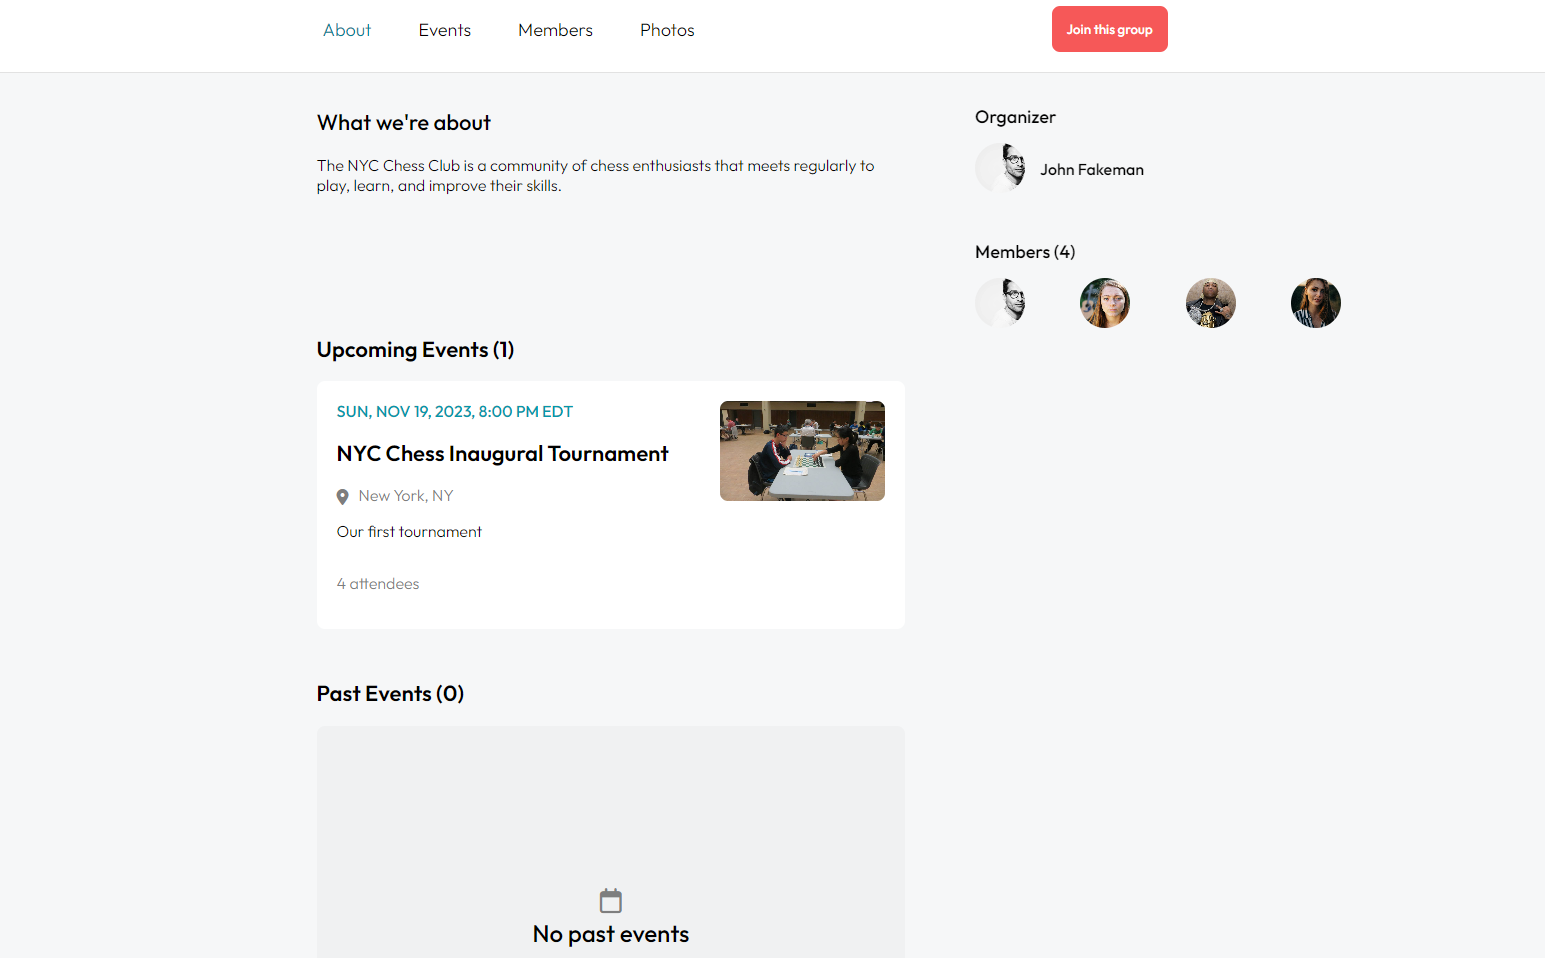 About
Events
Members
Photos
Join this group
What we're about
The NYC Chess Club is a community of chess enthusiasts that meets regularly to
play, learn, and improve their skills.
Organizer
John Fakeman
Members (4)
Upcoming Events (1)
SUN, NOV 19, 2023, 8:00 PM EDT
NYC Chess Inaugural Tournament
New York, NY
Our first tournament
4 attendees
Past Events (0)
No past events